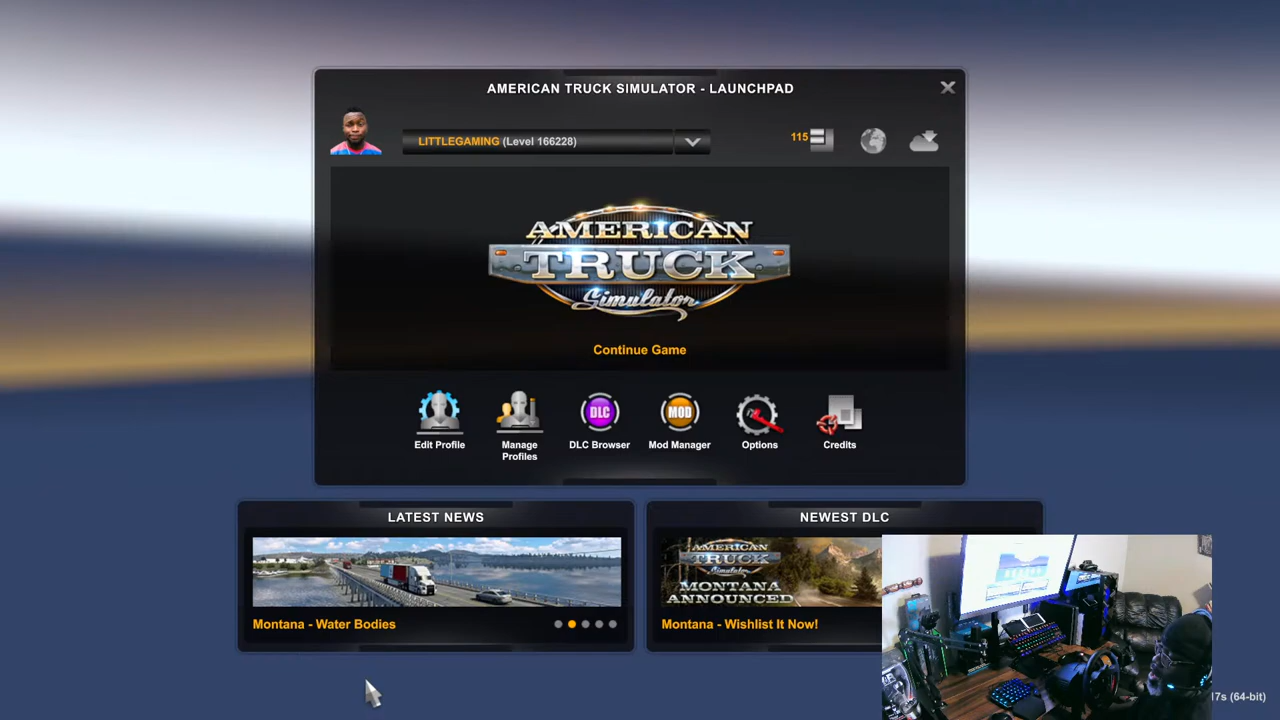 AMERICAN TRUCK SIMULATOR - LAUNCHPAD
LITTLEGAMING (Level 166228)
115
AMERICAN
TRUCK
Simulator
Continue Game
Edit Profile
Manage
Profiles
DLC
DLC Browser
MOD
Mod Manager
Options
Credits
LATEST NEWS
Montana - Water Bodies
NEWEST DLC
AMERICAN
TRUCK
Simulator
MONTANA
ANNOUNCED
Montana - Wishlist It Now!
17s (64-bit)